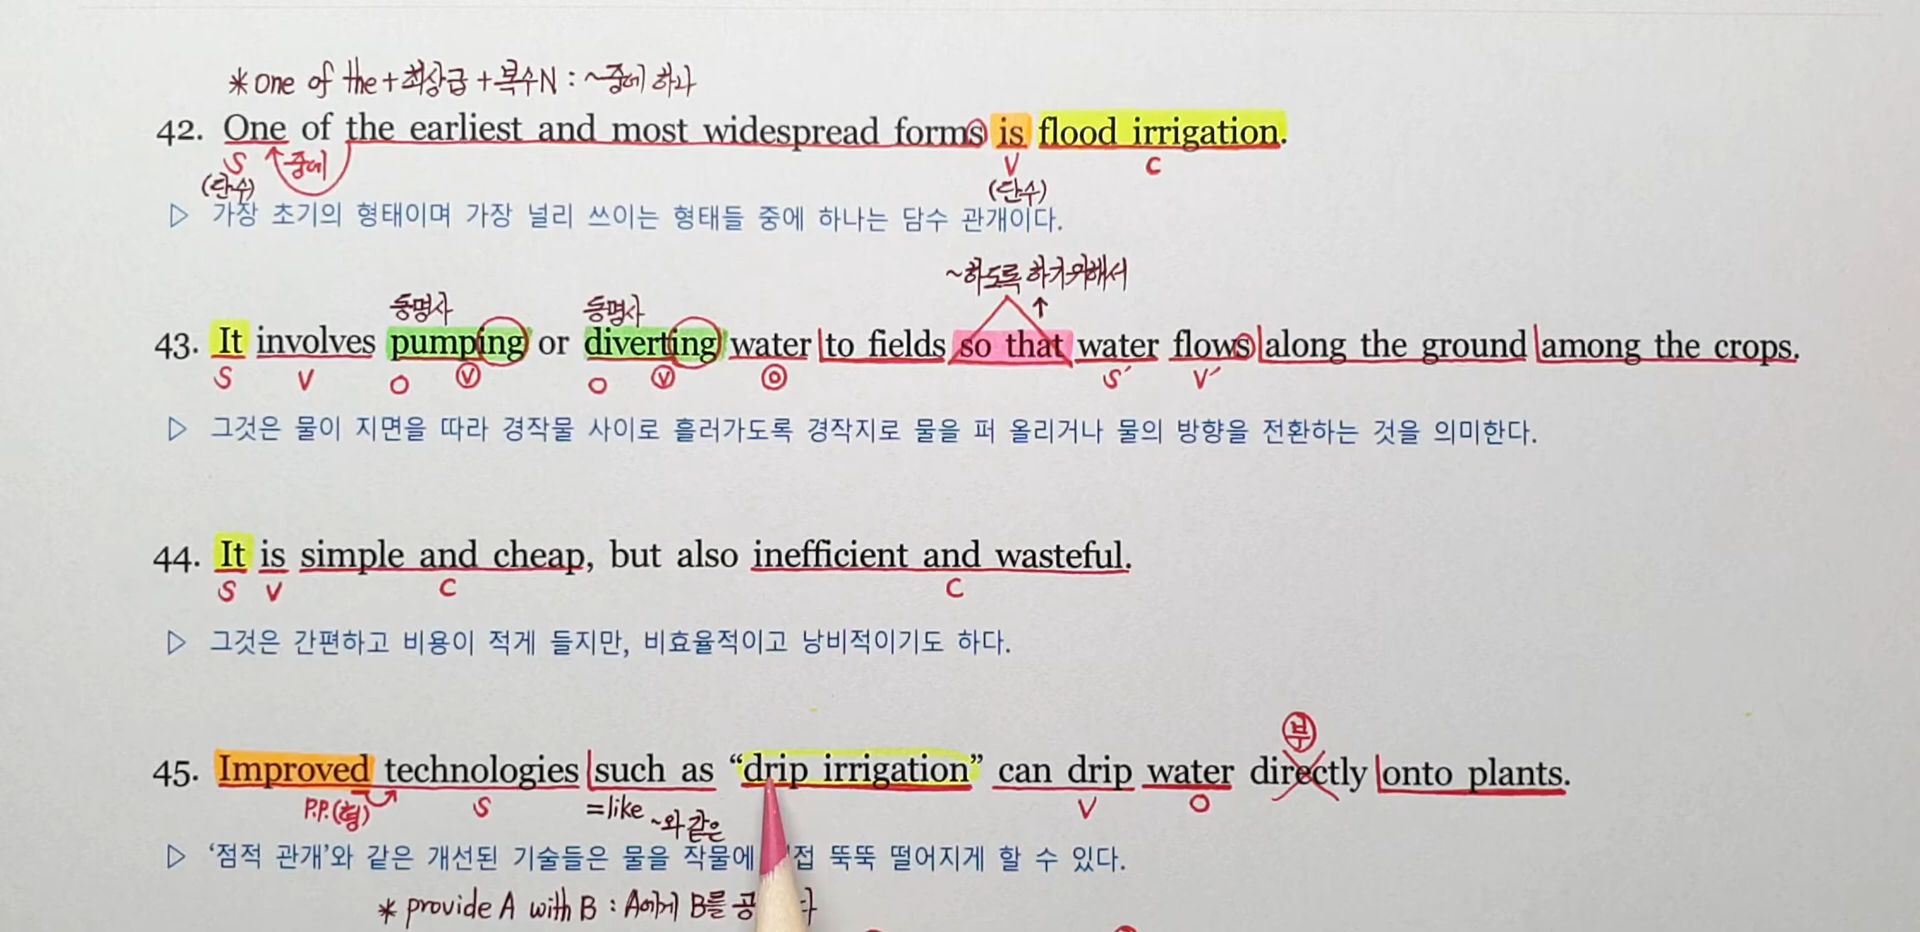 *one of the+최상급+복수N:~중에 하나
42. One of the earliest and most widespread forms is flood irrigation.
S 중에 V C
(단수) (단수)
▷ 가장 초기의 형태이며 가장 널리 쓰이는 형태들 중에 하나는 담수 관개이다.
~하도록 하기위해서
동명사 동명사
43. It involves pumping or diverting water to fields so that water flows along the ground among the crops.
S V O V O V O S′ V′
▷ 그것은 물이 지면을 따라 경작물 사이로 흘러가도록 경작지로 물을 퍼 올리거나 물의 방향을 전환하는 것을 의미한다.
44. It is simple and cheap, but also inefficient and wasteful.
S V C C
▷ 그것은 간편하고 비용이 적게 들지만, 비효율적이고 낭비적이기도 하다.
부
45. Improved technologies such as “drip irrigation” can drip water directly onto plants.
P.P.(형) S =like ~와 같은 V O
▷ ‘점적 관개’와 같은 개선된 기술들은 물을 작물에 접 뚝뚝 떨어지게 할 수 있다.
* provide A with B : A에게 B를 공 다